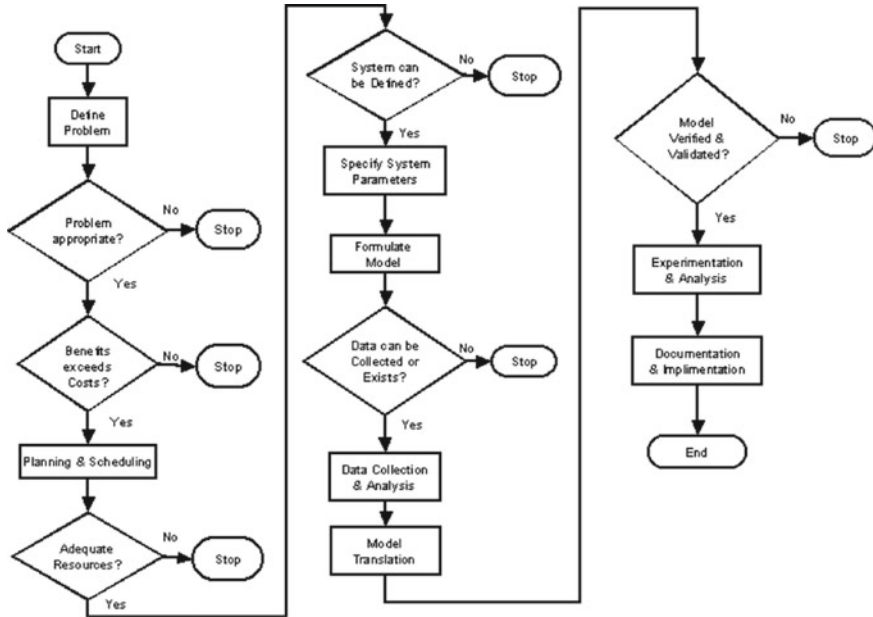 Start
Define
Problem
Problem
appropriate?
No
Stop
Yes
Benefits
exceeds
Costs?
No
Stop
Yes
Planning & Scheduling
Adequate
Resources?
No
Stop
Yes
System can
be Defined?
No
Stop
Yes
Specify System
Parameters
Formulate
Model
Data can be
Collected or
Exists?
No
Stop
Yes
Data Collection
& Analysis
Model
Translation
Model
Verified &
Validated?
No
Stop
Yes
Experimentation
& Analysis
Documentation
& Implimentation
End